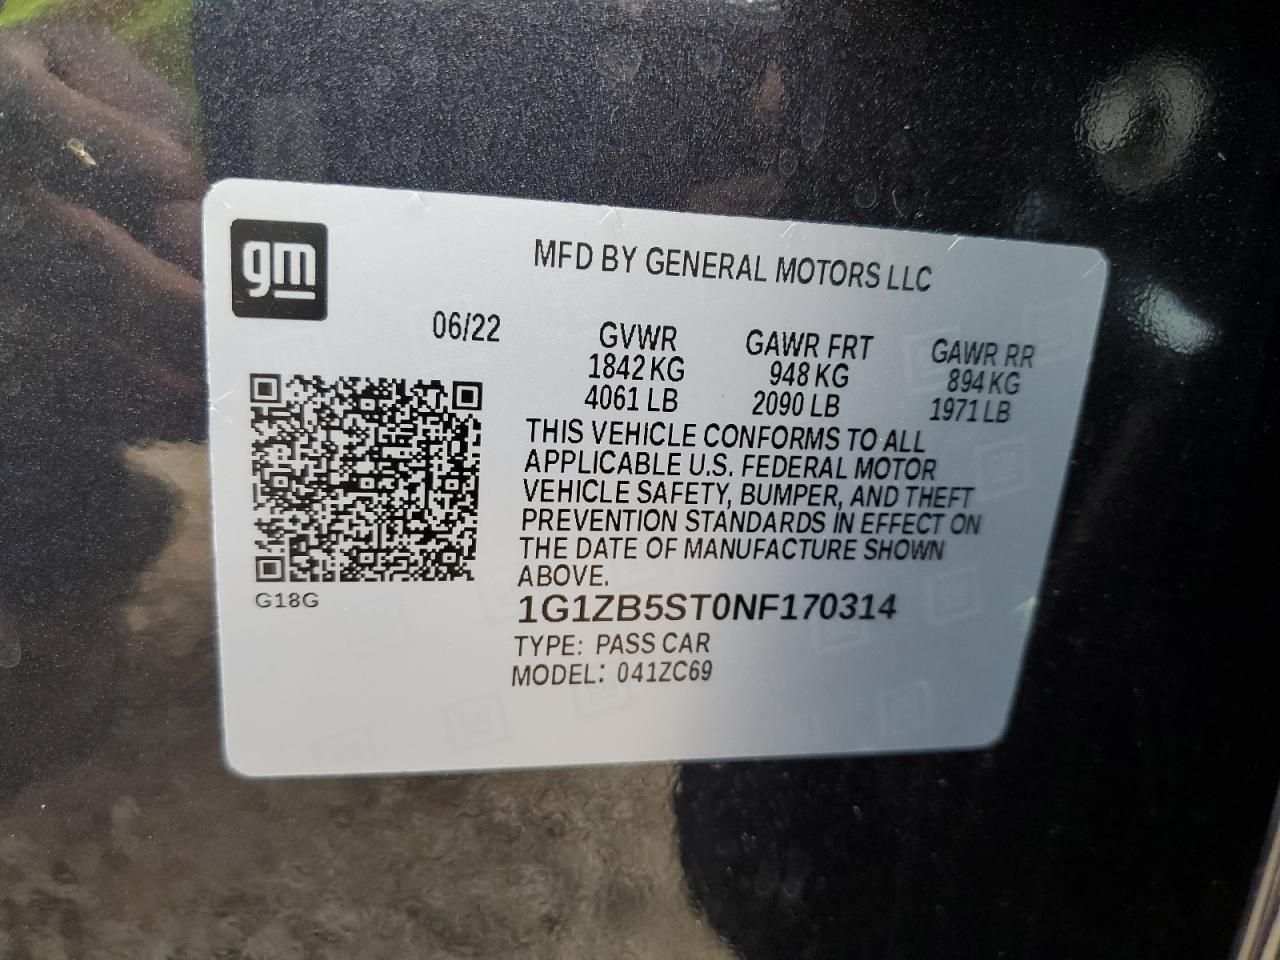 gm
MFD BY GENERAL MOTORS LLC
06/22
GVWR GAWR FRT GAWR RR
1842 KG 948 KG 894 KG
4061 LB 2090 LB 1971 LB
THIS VEHICLE CONFORMS TO ALL
APPLICABLE U.S. FEDERAL MOTOR
VEHICLE SAFETY, BUMPER, AND THEFT
PREVENTION STANDARDS IN EFFECT ON
THE DATE OF MANUFACTURE SHOWN
ABOVE.
G18G
1G1ZB5ST0NF170314
TYPE: PASS CAR
MODEL: 041ZC69